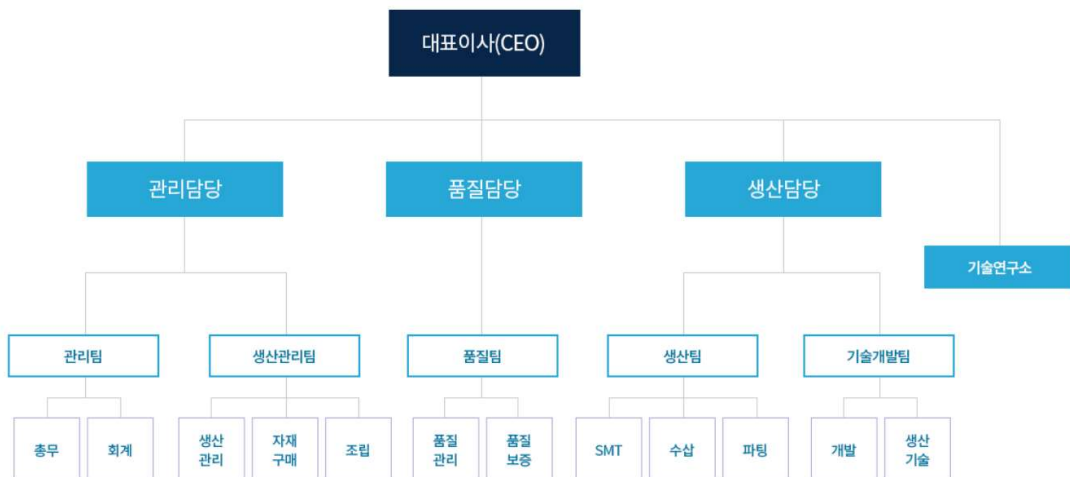 대표이사(CEO)
관리담당
품질담당
생산담당
기술연구소
관리팀
생산관리팀
품질팀
생산팀
기술개발팀
총무
회계
생산
관리
자재
구매
조립
품질
관리
품질
보증
SMT
수삽
파팅
개발
생산
기술